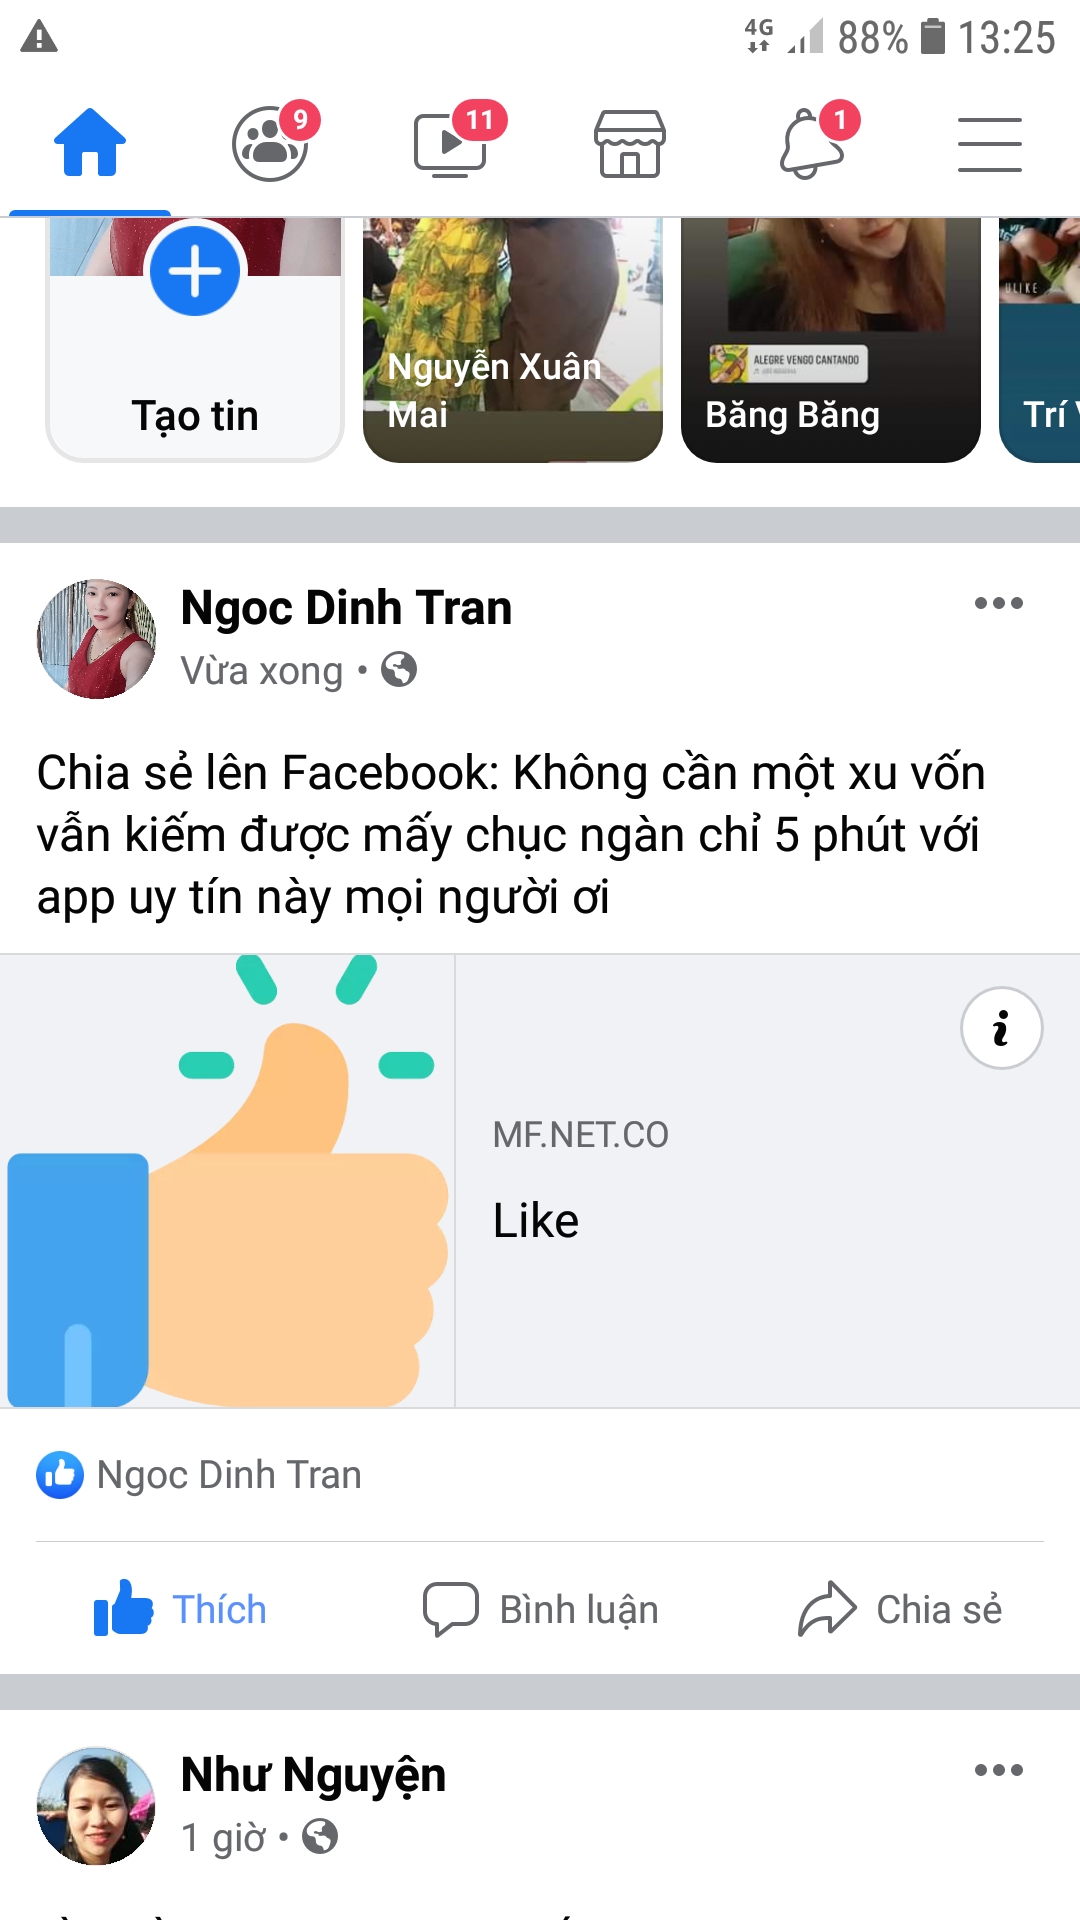 4G 88% 13:25
9 11 1
ULIKE
ALEGRE VENGO CANTANDO
Tạo tin
Nguyễn Xuân
Mai
Băng Băng
Trí
Ngoc Dinh Tran
Vừa xong •
Chia sẻ lên Facebook: Không cần một xu vốn
vẫn kiếm được mấy chục ngàn chỉ 5 phút với
app uy tín này mọi người ơi
i
MF.NET.CO
Like
Ngoc Dinh Tran
Thích Bình luận Chia sẻ
Như Nguyện
1 giờ •